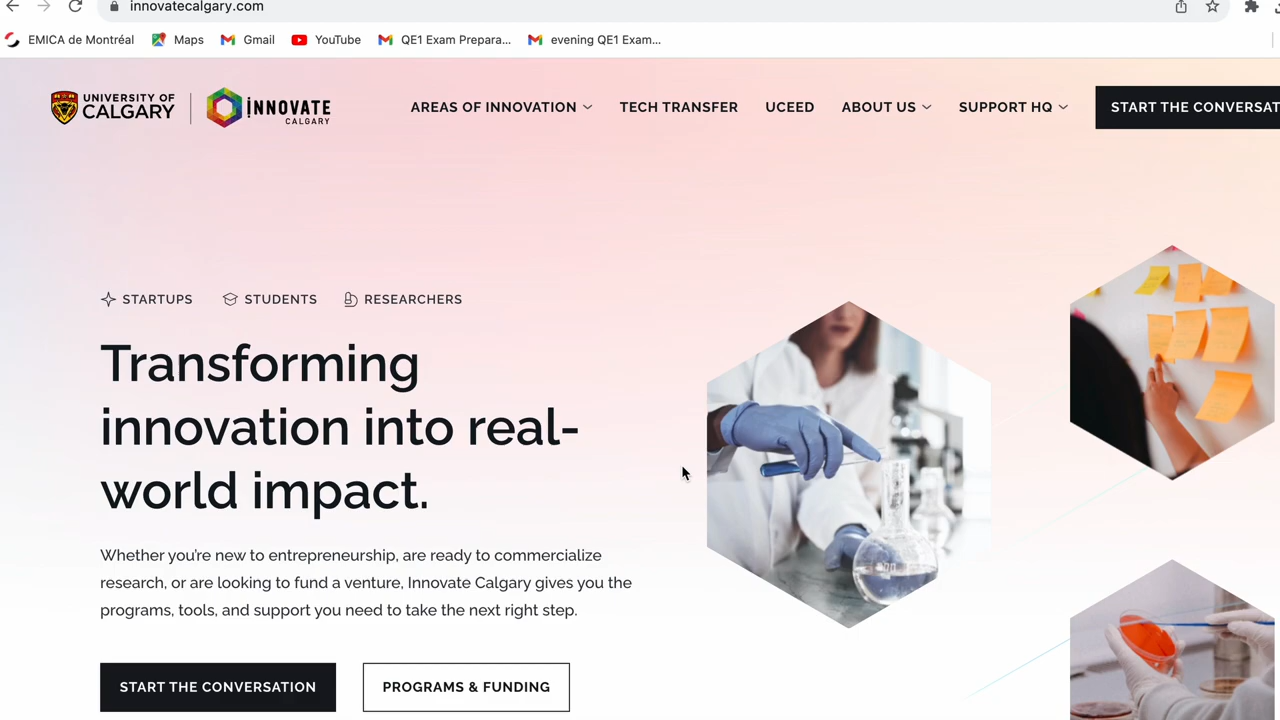 innovatecalgary.com
EMICA de Montréal
Maps
Gmail
YouTube
QE1 Exam Prepara...
evening QE1 Exam...
UNIVERSITY OF
CALGARY
INNOVATE
CALGARY
AREAS OF INNOVATION
TECH TRANSFER
UCEED
ABOUT US
SUPPORT HQ
START THE CONVERSAT
STARTUPS
STUDENTS
RESEARCHERS
Transforming
innovation into real-
world impact.
Whether you're new to entrepreneurship, are ready to commercialize
research, or are looking to fund a venture, Innovate Calgary gives you the
programs, tools, and support you need to take the next right step.
START THE CONVERSATION
PROGRAMS & FUNDING